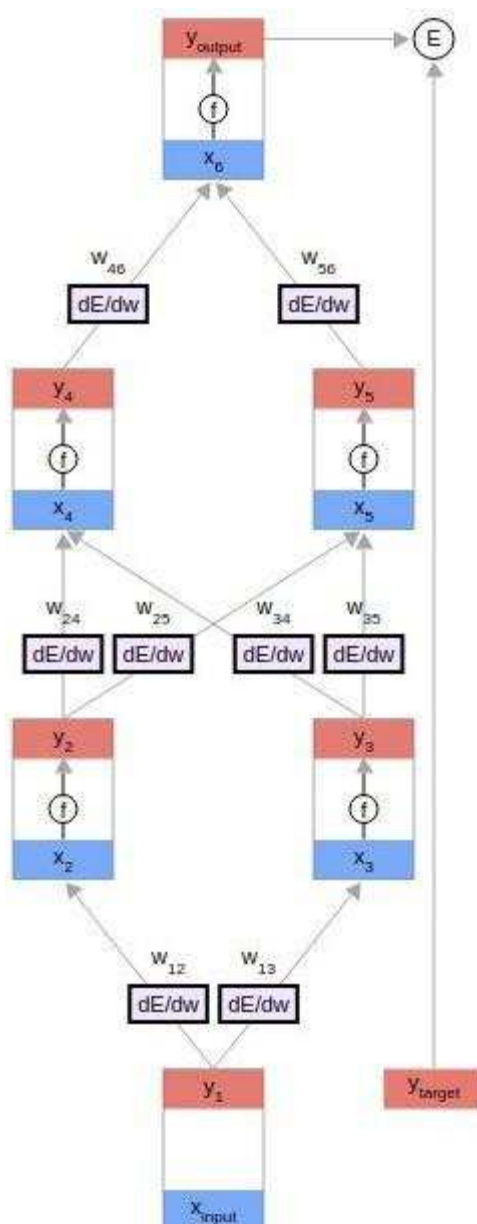 y_output E
f
x_6
w_46 w_56
dE/dw dE/dw
y_4 y_5
f f
x_4 x_5
w_24 w_25 w_34 w_35
dE/dw dE/dw dE/dw dE/dw
y_2 y_3
f f
x_2 x_3
w_12 w_13
dE/dw dE/dw
y_1 y_target
x_input